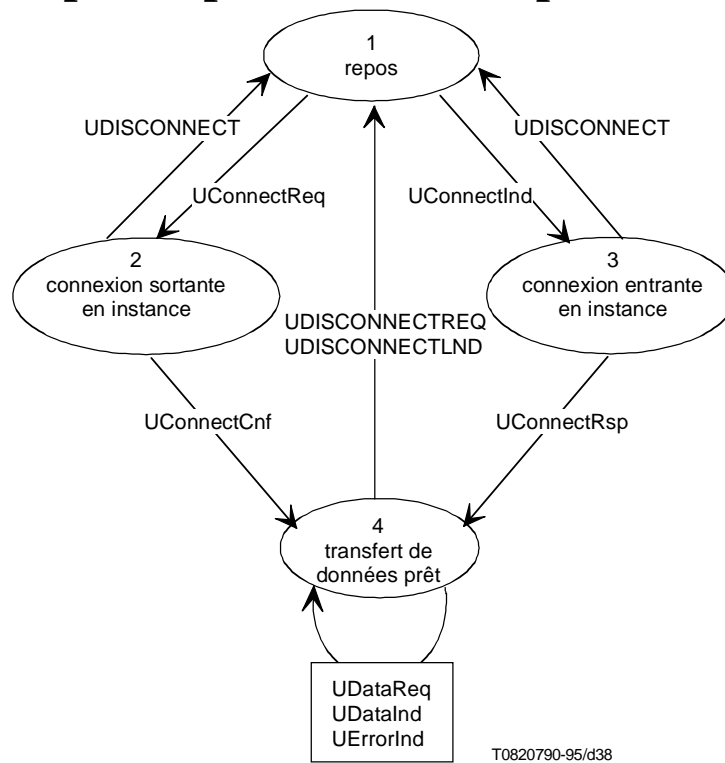 1
repos
UDISCONNECT
UDISCONNECT
UConnectReq
UConnectInd
2
connexion sortante
en instance
3
connexion entrante
en instance
UDISCONNECTREQ
UDISCONNECTLND
UConnectCnf
UConnectRsp
4
transfert de
données prêt
UDataReq
UDataInd
UErrorInd
T0820790-95/d38